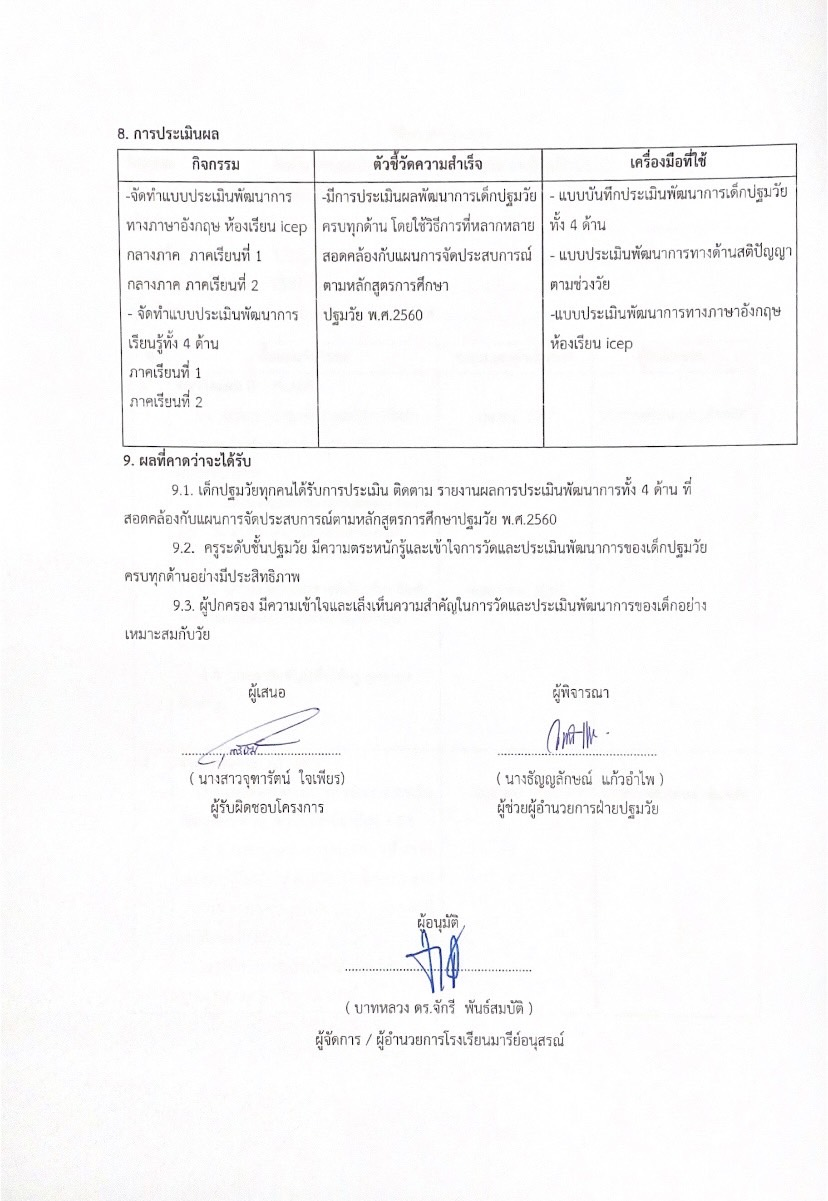 8. การประเมินผล
กิจกรรม
ตัวชี้วัดความสำเร็จ
เครื่องมือที่ใช้
-จัดทำแบบประเมินพัฒนาการ
ทางภาษาอังกฤษ ห้องเรียน icep
กลางภาค  ภาคเรียนที่ 1
กลางภาค ภาคเรียนที่ 2
- จัดทำแบบประเมินพัฒนาการ
เรียนรู้ทั้ง 4 ด้าน
ภาคเรียนที่ 1
ภาคเรียนที่ 2
-มีการประเมินผลพัฒนาการเด็กปฐมวัย
ครบทุกด้าน โดยใช้วิธีการที่หลากหลาย
สอดคล้องกับแผนการจัดประสบการณ์
ตามหลักสูตรการศึกษา
ปฐมวัย พ.ศ.2560
- แบบบันทึกประเมินพัฒนาการเด็กปฐมวัย
ทั้ง 4 ด้าน
- แบบประเมินพัฒนาการทางด้านสติปัญญา
ตามช่วงวัย
-แบบประเมินพัฒนาการทางภาษาอังกฤษ
ห้องเรียน icep
9. ผลที่คาดว่าจะได้รับ
9.1. เด็กปฐมวัยทุกคนได้รับการประเมิน ติดตาม รายงานผลการประเมินพัฒนาการทั้ง 4 ด้าน ที่
สอดคล้องกับแผนการจัดประสบการณ์ตามหลักสูตรการศึกษาปฐมวัย พ.ศ.2560
9.2.  ครูระดับชั้นปฐมวัย มีความตระหนักรู้และเข้าใจการวัดและประเมินพัฒนาการของเด็กปฐมวัย
ครบทุกด้านอย่างมีประสิทธิภาพ
9.3. ผู้ปกครอง มีความเข้าใจและเล็งเห็นความสำคัญในการวัดและประเมินพัฒนาการของเด็กอย่าง
เหมาะสมกับวัย
ผู้เสนอ
( นางสาวจุฑารัตน์  ใจเพียร)
ผู้รับผิดชอบโครงการ
ผู้พิจารณา
( นางธัญญลักษณ์  แก้วอำไพ )
ผู้ช่วยผู้อำนวยการฝ่ายปฐมวัย
ผู้อนุมัติ
( บาทหลวง ดร.จักรี  พันธ์สมบัติ )
ผู้จัดการ / ผู้อำนวยการโรงเรียนมารีย์อนุสรณ์